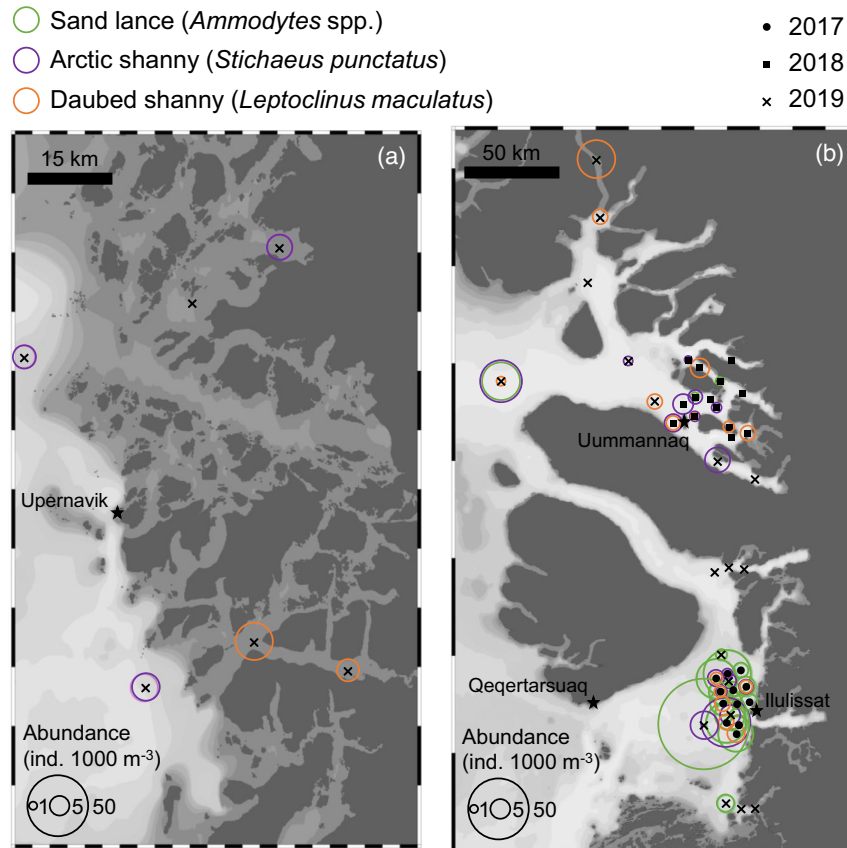 Sand lance (Ammodytes spp.)
Arctic shanny (Stichaeus punctatus)
Daubed shanny (Leptoclinus maculatus)
2017
2018
2019
15 km
(a)
Upernavik
Abundance
(ind. 1000 m⁻³)
1 5 50
50 km
(b)
Uummannaq
Qeqertarsuaq
Ilulissat
Abundance
(ind. 1000 m⁻³)
1 5 50